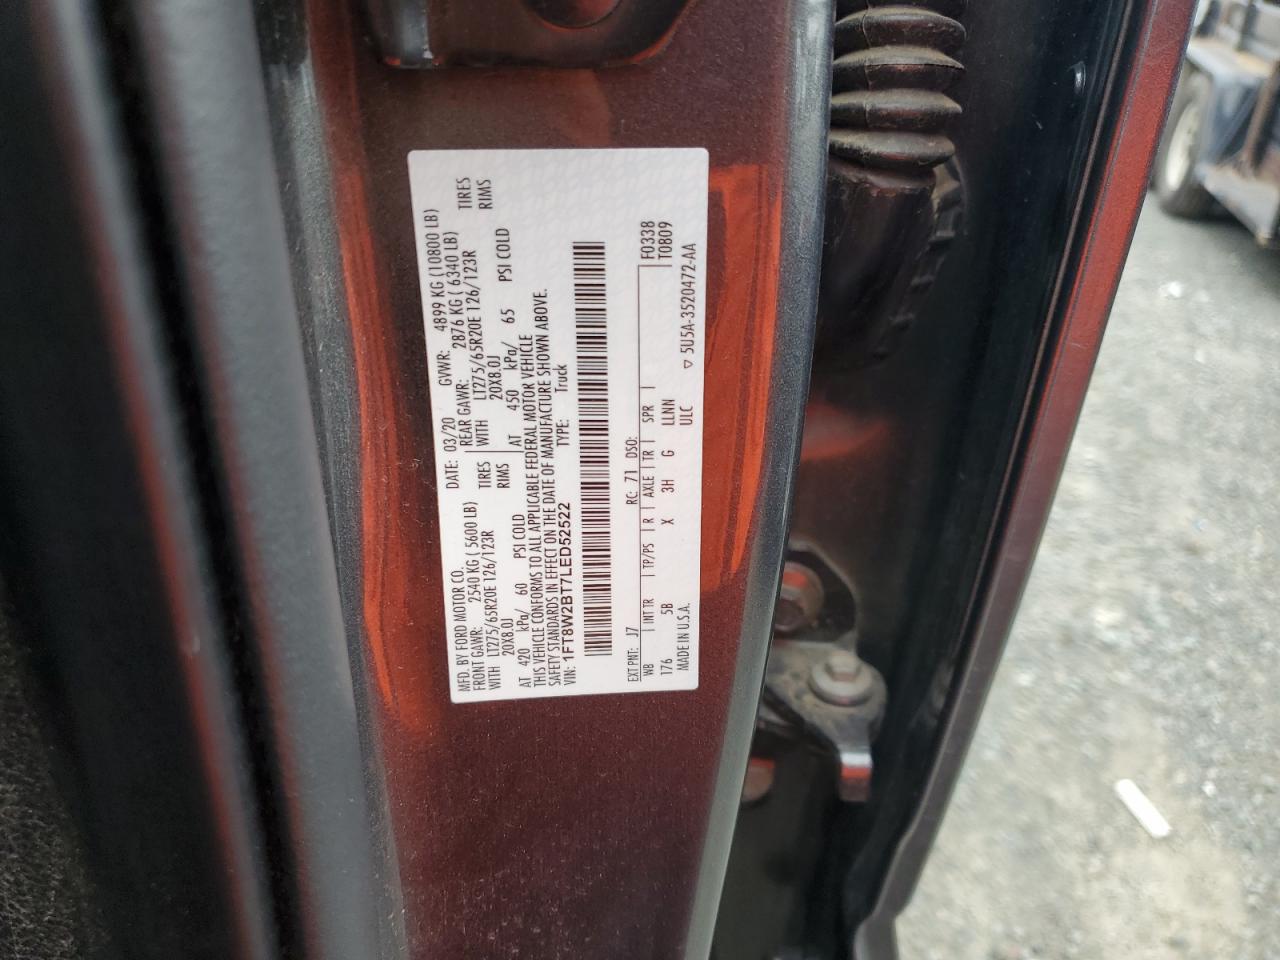 MFD. BY FORD MOTOR CO.
DATE: 03/20 GVWR: 4899 KG (10800 LB)
FRONT GAWR: 2540 KG ( 5600 LB) REAR GAWR: 2876 KG ( 6340 LB)
WITH LT275/65R20E 126/123R TIRES WITH LT275/65R20E 126/123R TIRES
20X8.0J RIMS 20X8.0J RIMS
AT 420 kPa/ 60 PSI COLD AT 450 kPa/ 65 PSI COLD
THIS VEHICLE CONFORMS TO ALL APPLICABLE FEDERAL MOTOR VEHICLE
SAFETY STANDARDS IN EFFECT ON THE DATE OF MANUFACTURE SHOWN ABOVE.
VIN: 1FT8W2BT7LED52522 TYPE: Truck
EXT PNT: J7 RC: 71 DSO: F0338
WB | INT TR | TP/PS | R | AXLE | TR | SPR | T0809
176 5B X 3H G LLNN
MADE IN U.S.A. ULC ▽ 5U5A-3520472-AA